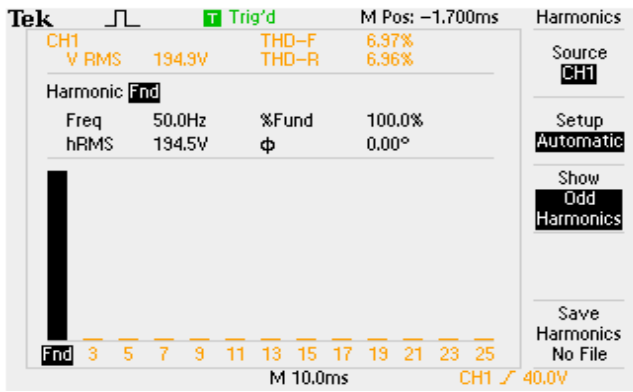 Tek T Trig'd M Pos: −1.700ms Harmonics
CH1 THD−F 6.97%
V RMS 194.9V THD−R 6.96%
Source
CH1
Harmonic Fnd
Freq 50.0Hz %Fund 100.0%
hRMS 194.5V ϕ 0.00°
Setup
Automatic
Show
Odd
Harmonics
Save
Harmonics
No File
Fnd 3 5 7 9 11 13 15 17 19 21 23 25
M 10.0ms CH1 40.0V